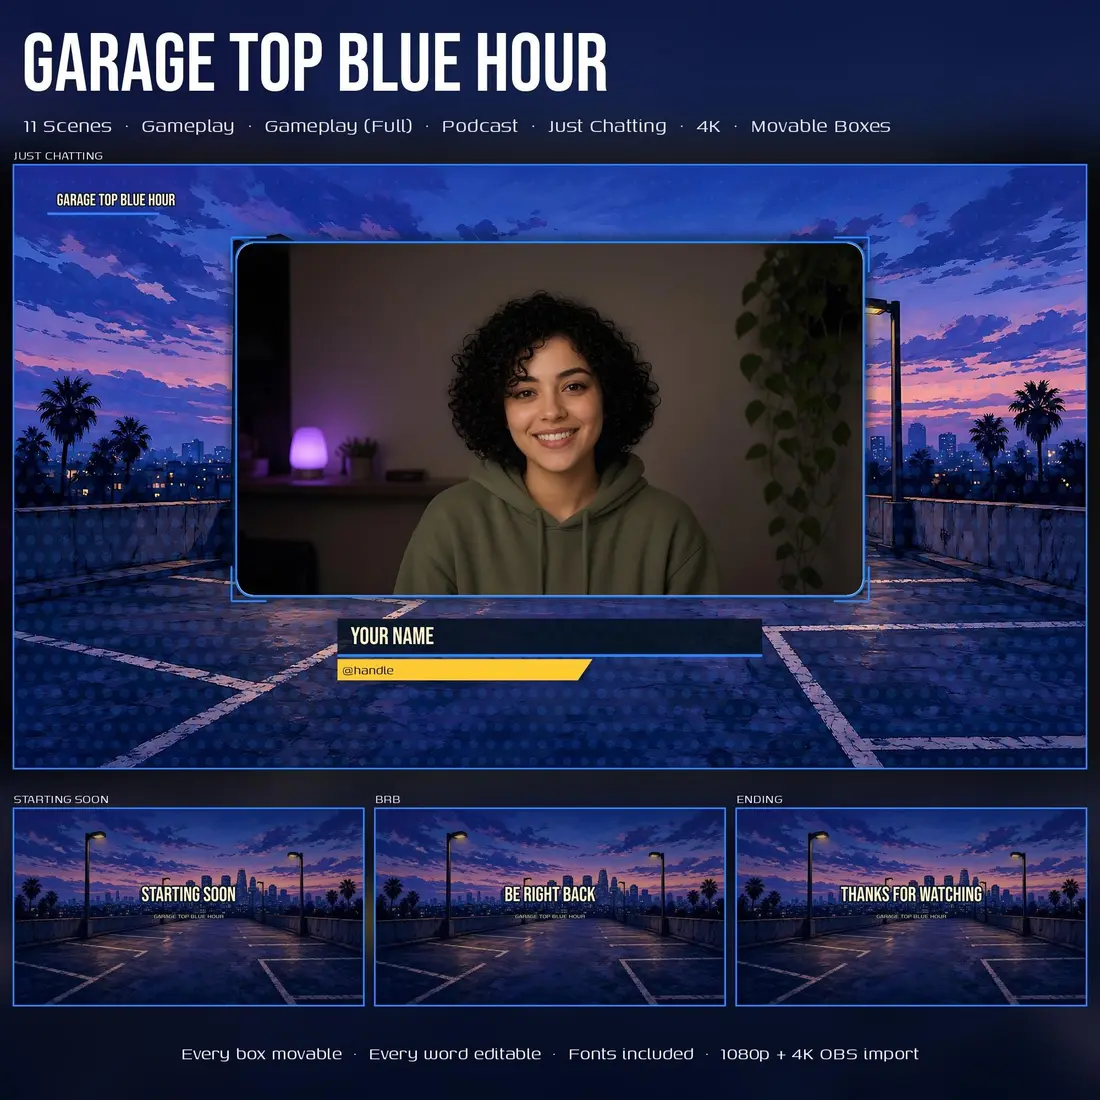 GARAGE TOP BLUE HOUR
11 Scenes · Gameplay · Gameplay (Full) · Podcast · Just Chatting · 4K · Movable Boxes
JUST CHATTING
GARAGE TOP BLUE HOUR
YOUR NAME
@handle
STARTING SOON
BRB
ENDING
STARTING SOON
GARAGE TOP BLUE HOUR
BE RIGHT BACK
GARAGE TOP BLUE HOUR
THANKS FOR WATCHING
GARAGE TOP BLUE HOUR
Every box movable · Every word editable · Fonts included · 1080p + 4K OBS import